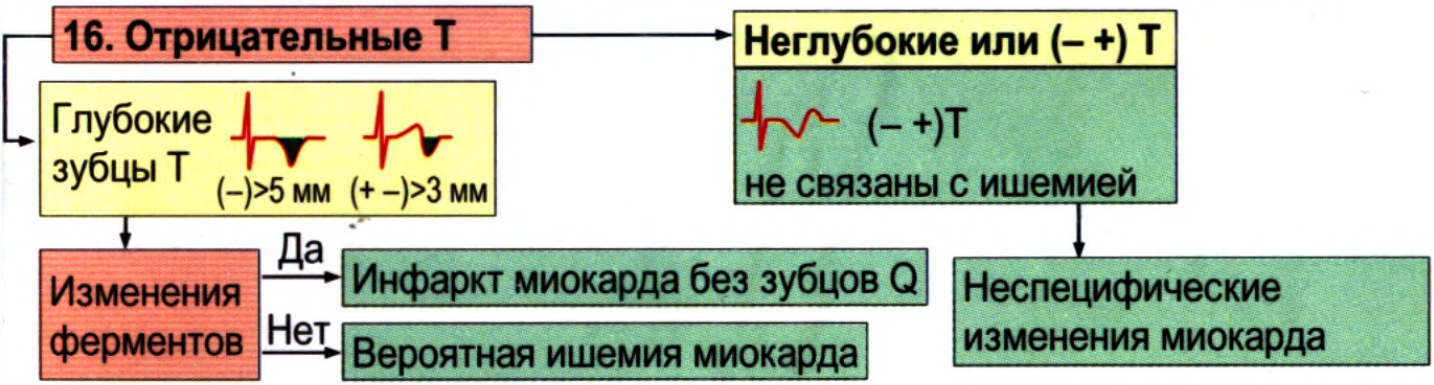 16. Отрицательные Т
Неглубокие или (– +) Т
Глубокие
зубцы Т
(–)>5 мм (+ –)>3 мм
(– +)Т
не связаны с ишемией
Изменения
ферментов
Да
Инфаркт миокарда без зубцов Q
Нет
Вероятная ишемия миокарда
Неспецифические
изменения миокарда